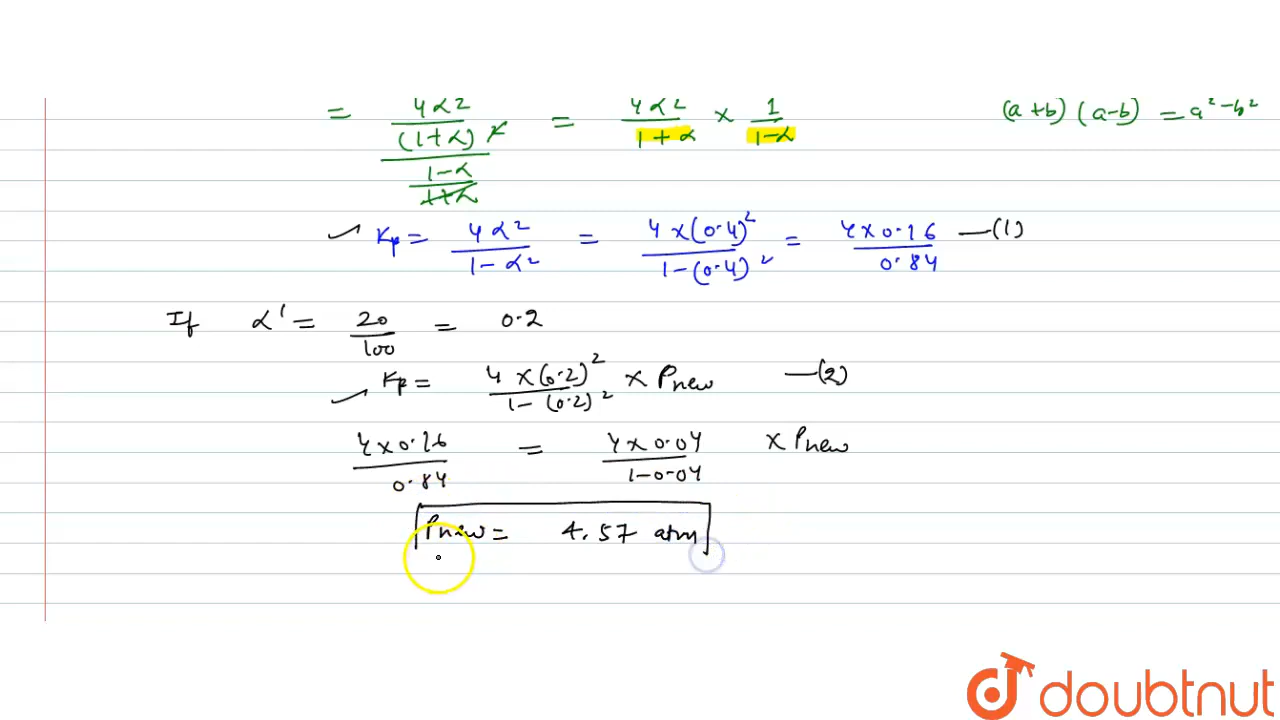 = 4α2/(1+α)² / (1-α)/(1+α) = 4α2/1+α × 1/1-α (a+b) (a-b) = a²-b²
Kp = 4α2/1-α2 = 4×(0.4)²/1-(0.4)² = 4×0.16/0.84 —(1)
If α' = 20/100 = 0.2
Kp = 4×(0.2)²/1-(0.2)² × Pnew —(2)
4×0.16/0.84 = 4×0.04/1-0.04 × Pnew
Pnew = 4.57 atm
doubtnut